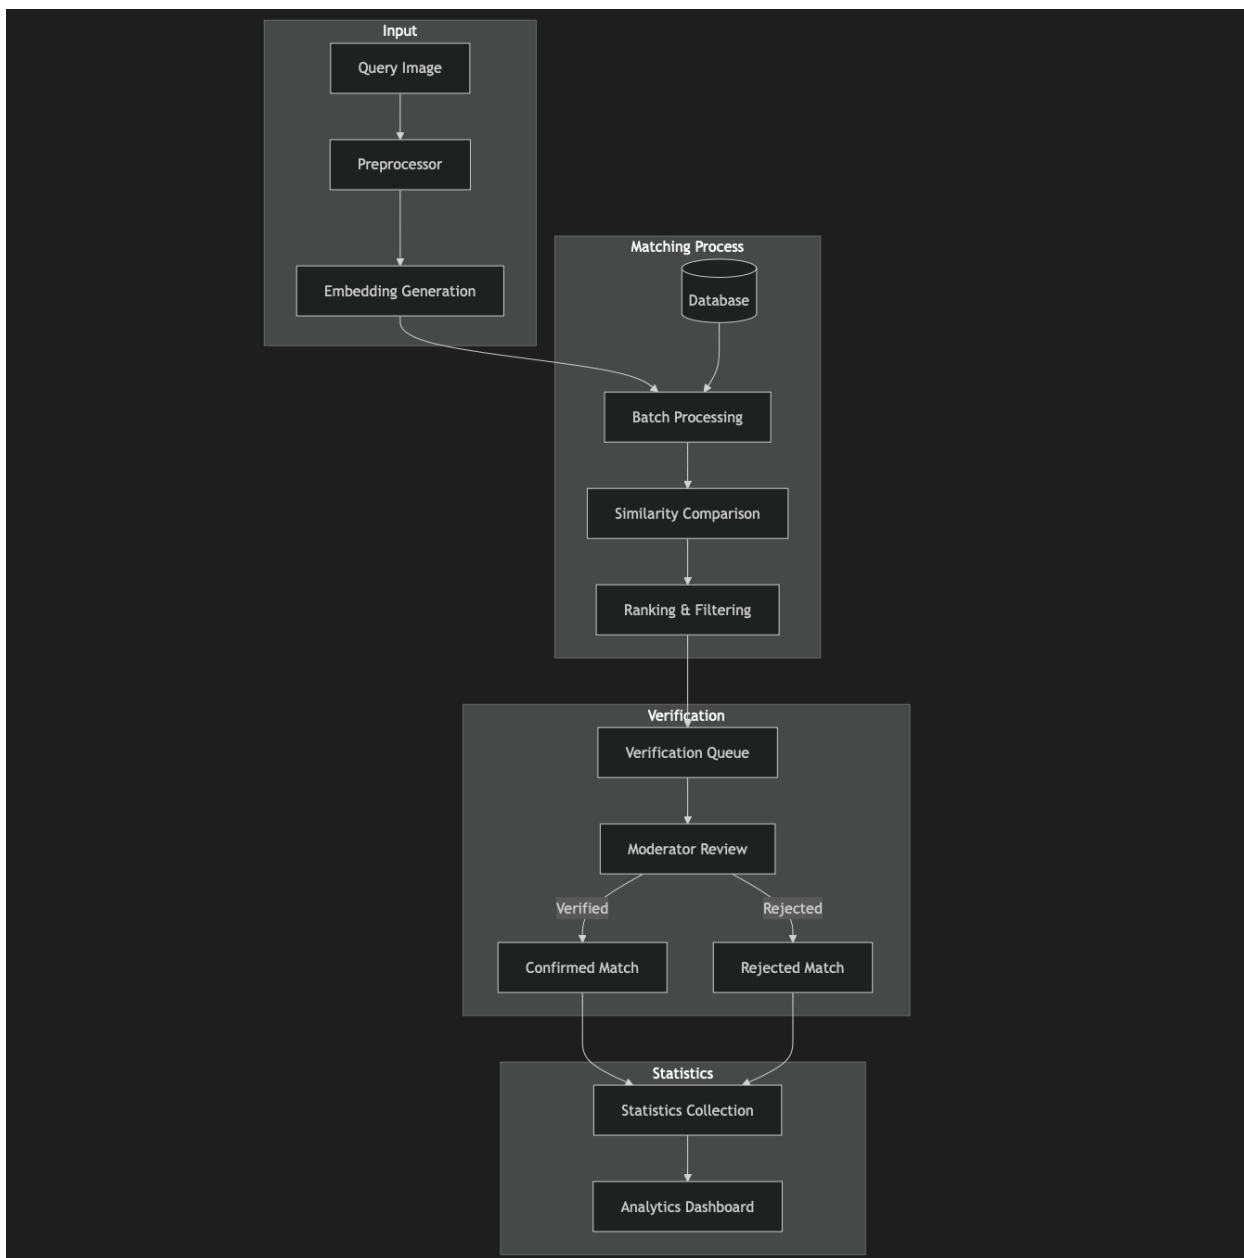 Input
Query Image
Preprocessor
Embedding Generation
Matching Process
Database
Batch Processing
Similarity Comparison
Ranking & Filtering
Verification
Verification Queue
Moderator Review
Verified
Rejected
Confirmed Match
Rejected Match
Statistics
Statistics Collection
Analytics Dashboard